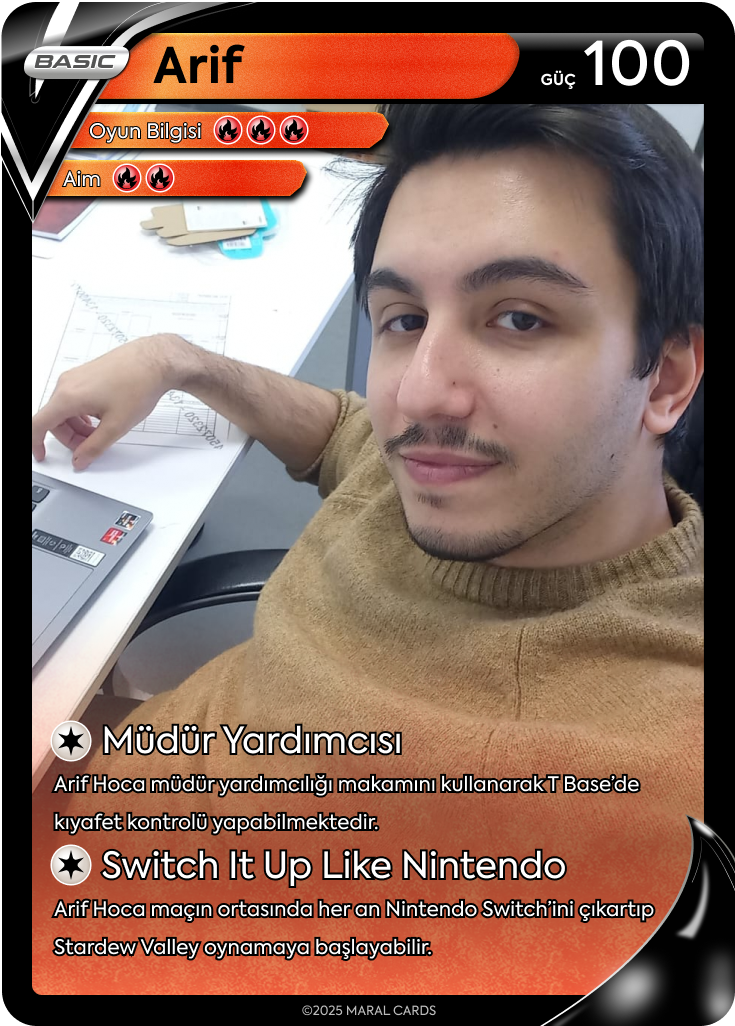 BASIC
Arif
GÜÇ 100
Oyun Bilgisi
Aim
Müdür Yardımcısı
Arif Hoca müdür yardımcılığı makamını kullanarak T Base'de
kıyafet kontrolü yapabilmektedir.
Switch It Up Like Nintendo
Arif Hoca maçın ortasında her an Nintendo Switch'ini çıkartıp
Stardew Valley oynamaya başlayabilir.
©2025 MARAL CARDS